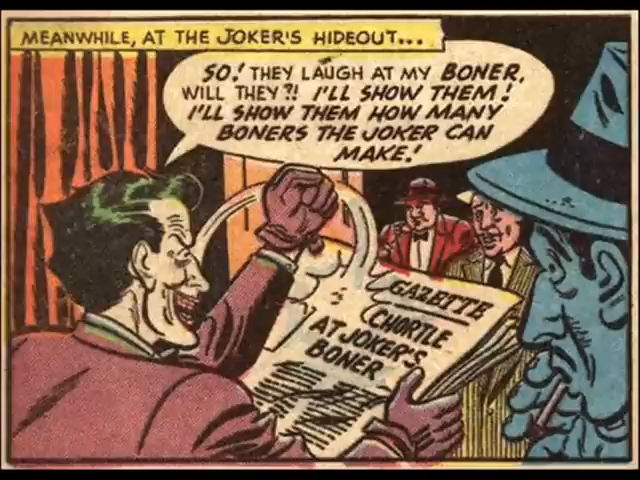 MEANWHILE, AT THE JOKER'S HIDEOUT...
SO! THEY LAUGH AT MY BONER,
WILL THEY?! I'LL SHOW THEM!
I'LL SHOW THEM HOW MANY
BONERS THE JOKER CAN
MAKE!
GAZETTE
CHORTLE
AT JOKER'S
BONER